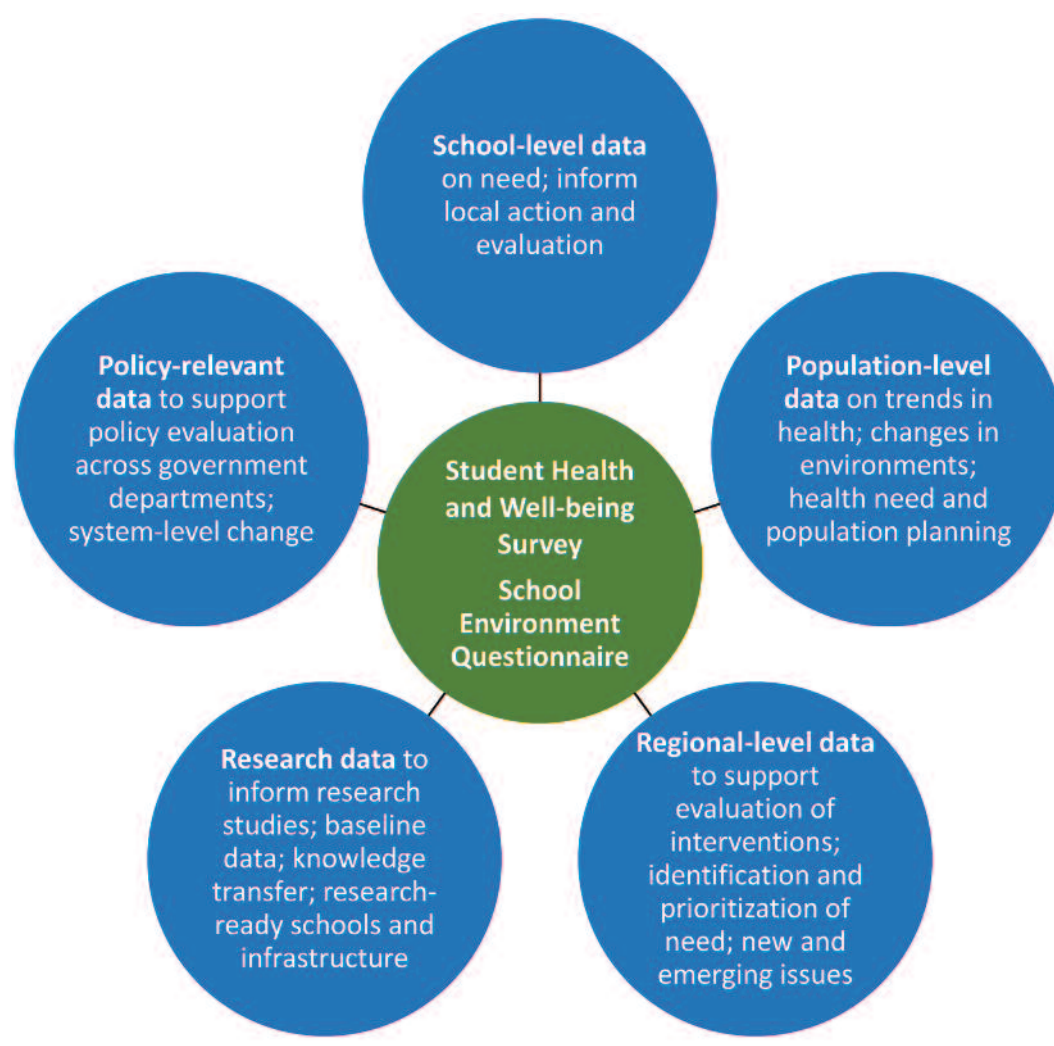 School-level data
on need; inform
local action and
evaluation
Policy-relevant
data to support
policy evaluation
across government
departments;
system-level change
Population-level
data on trends in
health; changes in
environments;
health need and
population planning
Student Health
and Well-being
Survey
School
Environment
Questionnaire
Research data to
inform research
studies; baseline
data; knowledge
transfer; research-
ready schools and
infrastructure
Regional-level data
to support
evaluation of
interventions;
identification and
prioritization of
need; new and
emerging issues